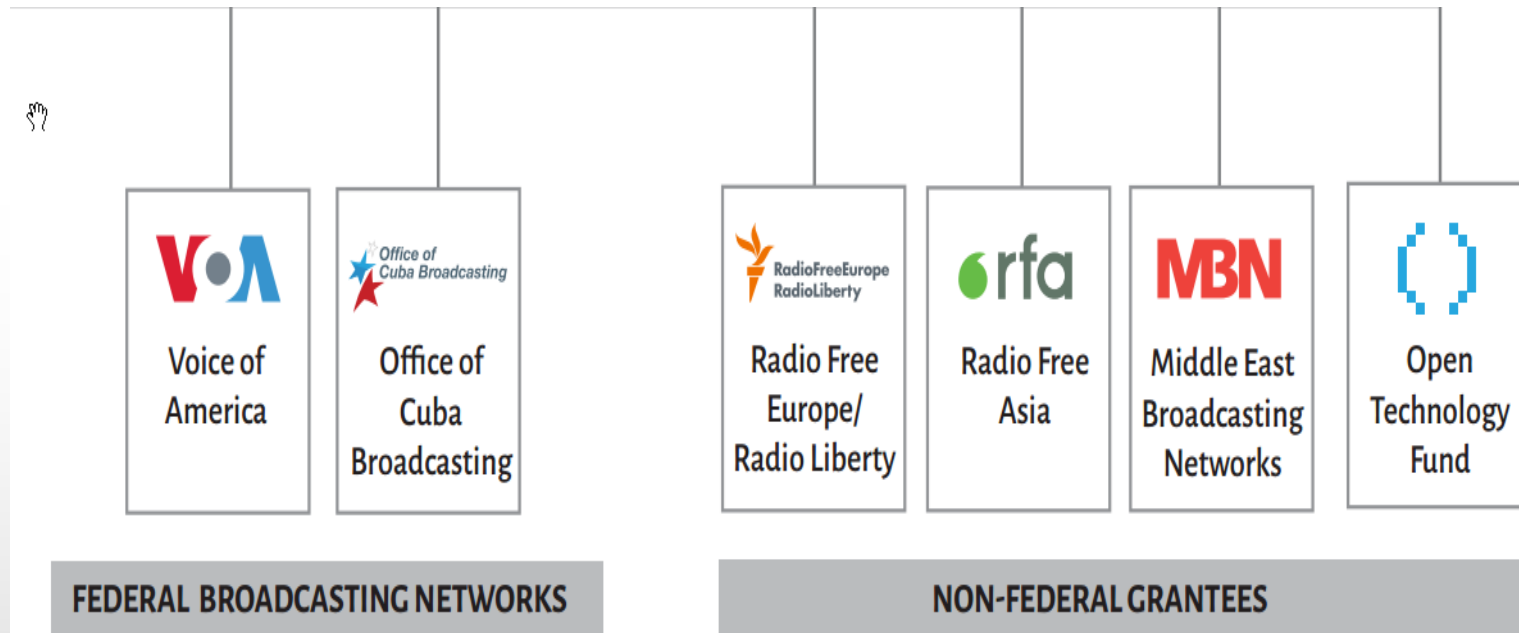 VOA
Voice of
America
Office of
Cuba Broadcasting
Office of
Cuba
Broadcasting
RadioFreeEurope
RadioLiberty
Radio Free
Europe/
Radio Liberty
rfa
Radio Free
Asia
MBN
Middle East
Broadcasting
Networks
Open
Technology
Fund
FEDERAL BROADCASTING NETWORKS
NON-FEDERAL GRANTEES